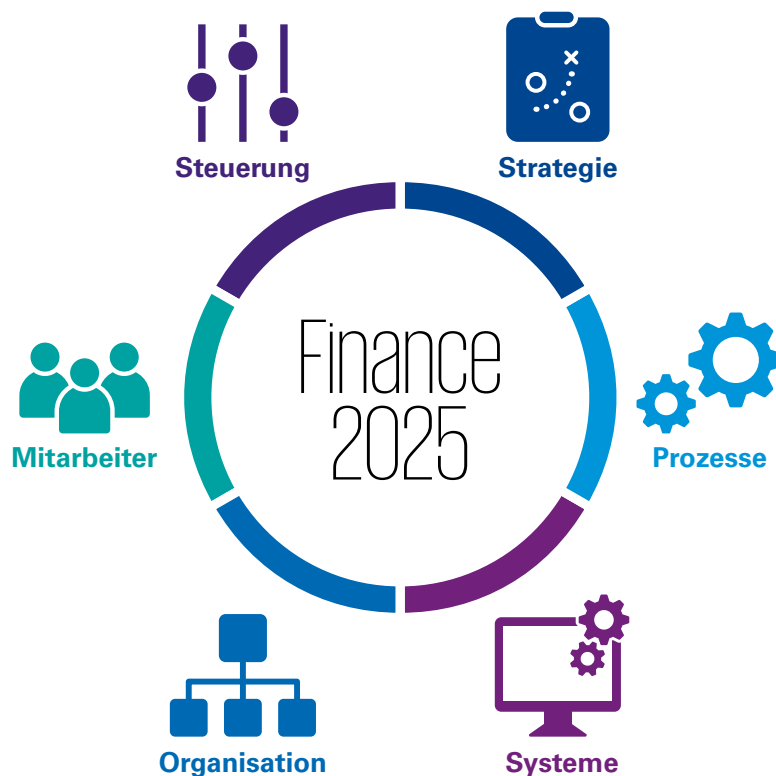 Steuerung
Strategie
Finance
2025
Mitarbeiter
Prozesse
Organisation
Systeme